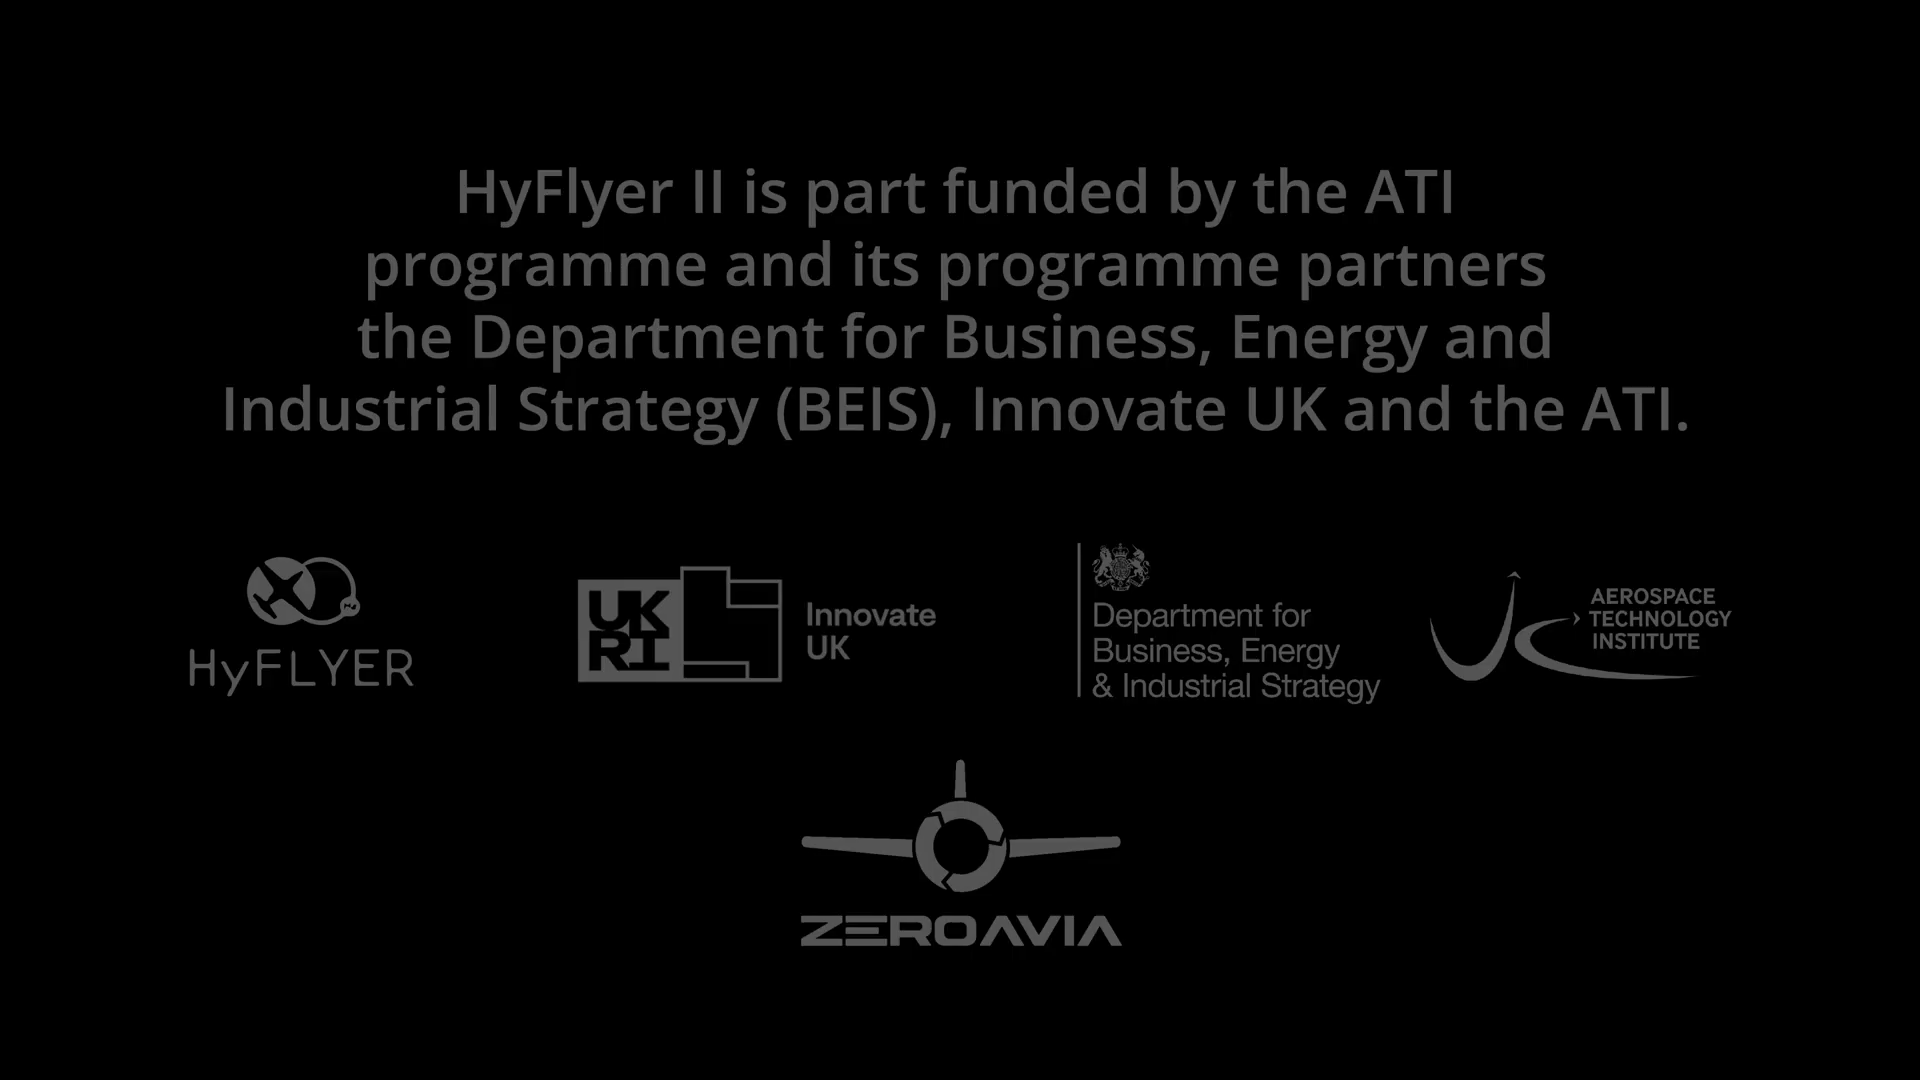 HyFlyer II is part funded by the ATI
programme and its programme partners
the Department for Business, Energy and
Industrial Strategy (BEIS), Innovate UK and the ATI.
HyFLYER
UK
RI
Innovate
UK
Department for
Business, Energy
& Industrial Strategy
AEROSPACE
TECHNOLOGY
INSTITUTE
ZEROAVIA